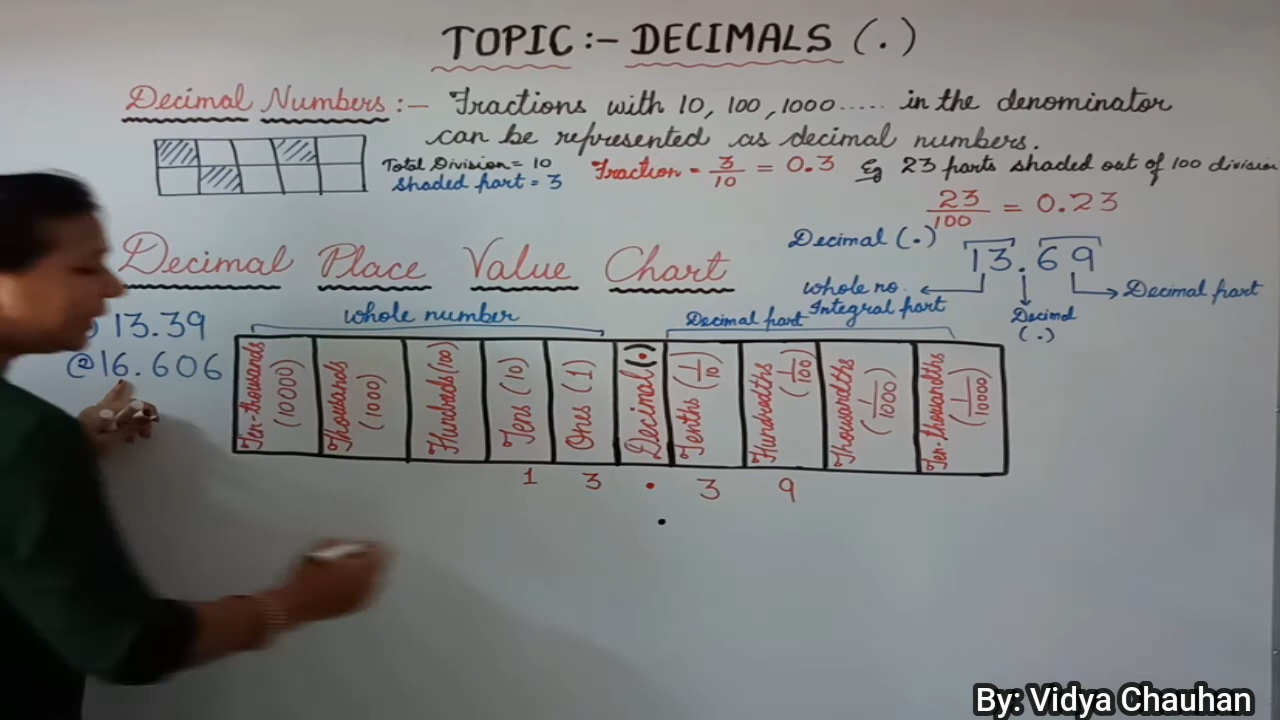 TOPIC :- DECIMALS (.)
Decimal Numbers :- Fractions with 10, 100, 1000..... in the denominator
can be represented as decimal numbers.
Total Division = 10
Shaded part = 3
Fraction - 3/10 = 0.3
Eg 23 parts shaded out of 100 division
23/100 = 0.23
Decimal Place Value Chart
Decimal (.)
13.69
whole no
Integral part
Decimal
(.)
Decimal part
13.39
@16.606
whole number
Decimal part
Ten-thousands (10000)
Thousands (1000)
Hundreds (100)
Tens (10)
Ones (1)
Decimal (.)
Tenths (1/10)
Hundredths (1/100)
Thousandths (1/1000)
Ten-thousandths (1/10000)
1 3 . 3 9
.
By: Vidya Chauhan